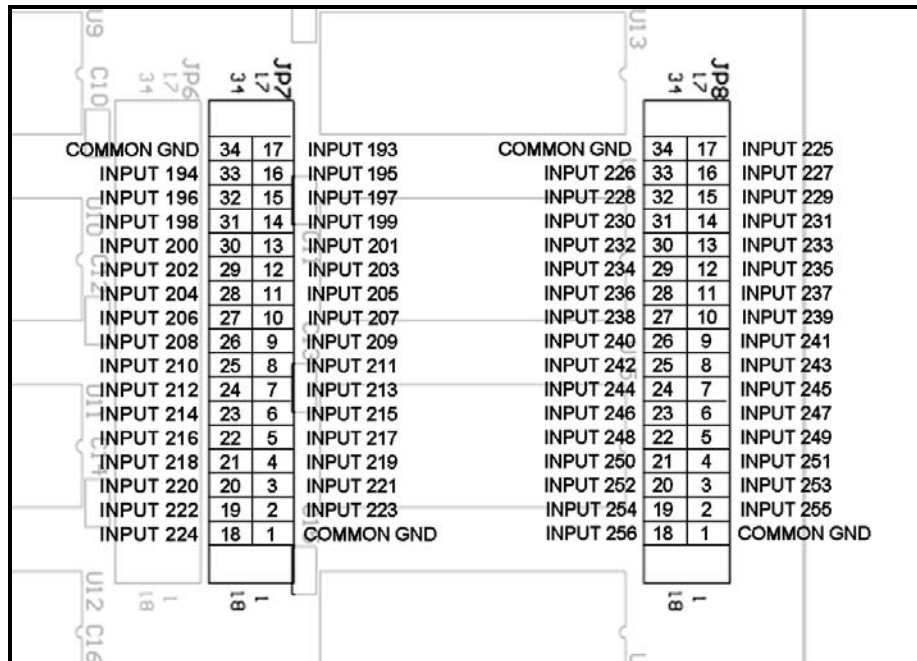 U9
U13
C10
JP6
17
34
JP7
17
34
JP8
17
34
COMMON GND 34 17 INPUT 193 COMMON GND 34 17 INPUT 225
INPUT 194 33 16 INPUT 195 INPUT 226 33 16 INPUT 227
INPUT 196 32 15 INPUT 197 INPUT 228 32 15 INPUT 229
INPUT 198 31 14 INPUT 199 INPUT 230 31 14 INPUT 231
INPUT 200 30 13 INPUT 201 INPUT 232 30 13 INPUT 233
INPUT 202 29 12 INPUT 203 INPUT 234 29 12 INPUT 235
INPUT 204 28 11 INPUT 205 INPUT 236 28 11 INPUT 237
INPUT 206 27 10 INPUT 207 INPUT 238 27 10 INPUT 239
INPUT 208 26 9 INPUT 209 INPUT 240 26 9 INPUT 241
INPUT 210 25 8 INPUT 211 INPUT 242 25 8 INPUT 243
INPUT 212 24 7 INPUT 213 INPUT 244 24 7 INPUT 245
INPUT 214 23 6 INPUT 215 INPUT 246 23 6 INPUT 247
INPUT 216 22 5 INPUT 217 INPUT 248 22 5 INPUT 249
INPUT 218 21 4 INPUT 219 INPUT 250 21 4 INPUT 251
INPUT 220 20 3 INPUT 221 INPUT 252 20 3 INPUT 253
INPUT 222 19 2 INPUT 223 INPUT 254 19 2 INPUT 255
INPUT 224 18 1 COMMON GND INPUT 256 18 1 COMMON GND
U10
C12
U11
C13
U12
C16
18
1
18
1
18
1